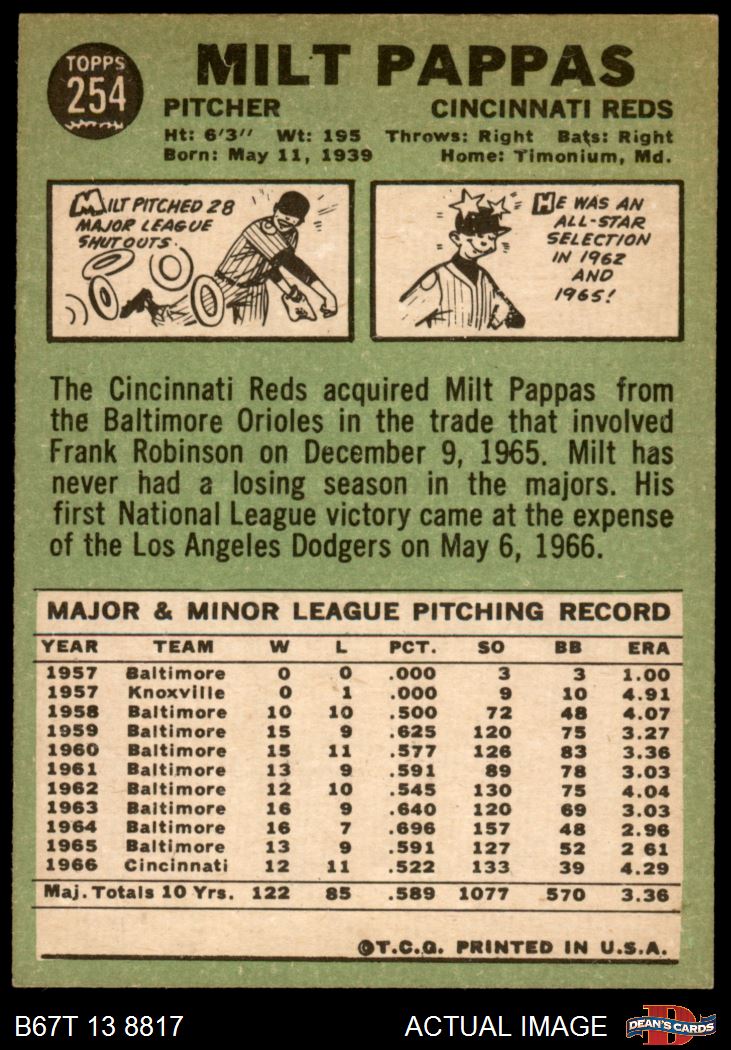 TOPPS
254
MILT PAPPAS
PITCHER CINCINNATI REDS
Ht: 6'3" Wt: 195 Throws: Right Bats: Right
Born: May 11, 1939 Home: Timonium, Md.
MILT PITCHED 28
MAJOR LEAGUE
SHUTOUTS.
HE WAS AN
ALL-STAR
SELECTION
IN 1962
AND
1965!
The Cincinnati Reds acquired Milt Pappas from
the Baltimore Orioles in the trade that involved
Frank Robinson on December 9, 1965. Milt has
never had a losing season in the majors. His
first National League victory came at the expense
of the Los Angeles Dodgers on May 6, 1966.
MAJOR & MINOR LEAGUE PITCHING RECORD
YEAR TEAM W L PCT. SO BB ERA
1957 Baltimore 0 0 .000 3 3 1.00
1957 Knoxville 0 1 .000 9 10 4.91
1958 Baltimore 10 10 .500 72 48 4.07
1959 Baltimore 15 9 .625 120 75 3.27
1960 Baltimore 15 11 .577 126 83 3.36
1961 Baltimore 13 9 .591 89 78 3.03
1962 Baltimore 12 10 .545 130 75 4.04
1963 Baltimore 16 9 .640 120 69 3.03
1964 Baltimore 16 7 .696 157 48 2.96
1965 Baltimore 13 9 .591 127 52 2 61
1966 Cincinnati 12 11 .522 133 39 4.29
Maj. Totals 10 Yrs. 122 85 .589 1077 570 3.36
©T.C.G. PRINTED IN U.S.A.
B67T 13 8817 ACTUAL IMAGE
D
DEAN'S CARDS